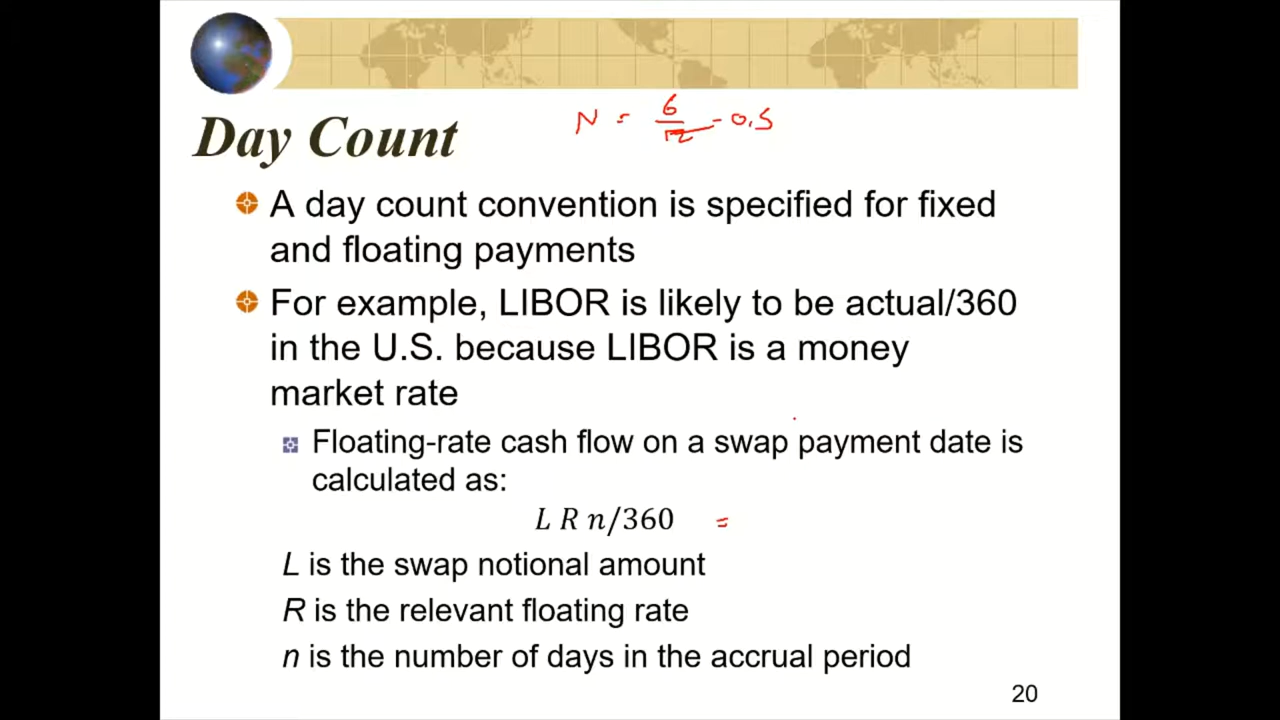 N = 6/12 = 0.5
Day Count
A day count convention is specified for fixed
and floating payments
For example, LIBOR is likely to be actual/360
in the U.S. because LIBOR is a money
market rate
Floating-rate cash flow on a swap payment date is
calculated as:
L R n/360 =
L is the swap notional amount
R is the relevant floating rate
n is the number of days in the accrual period
20